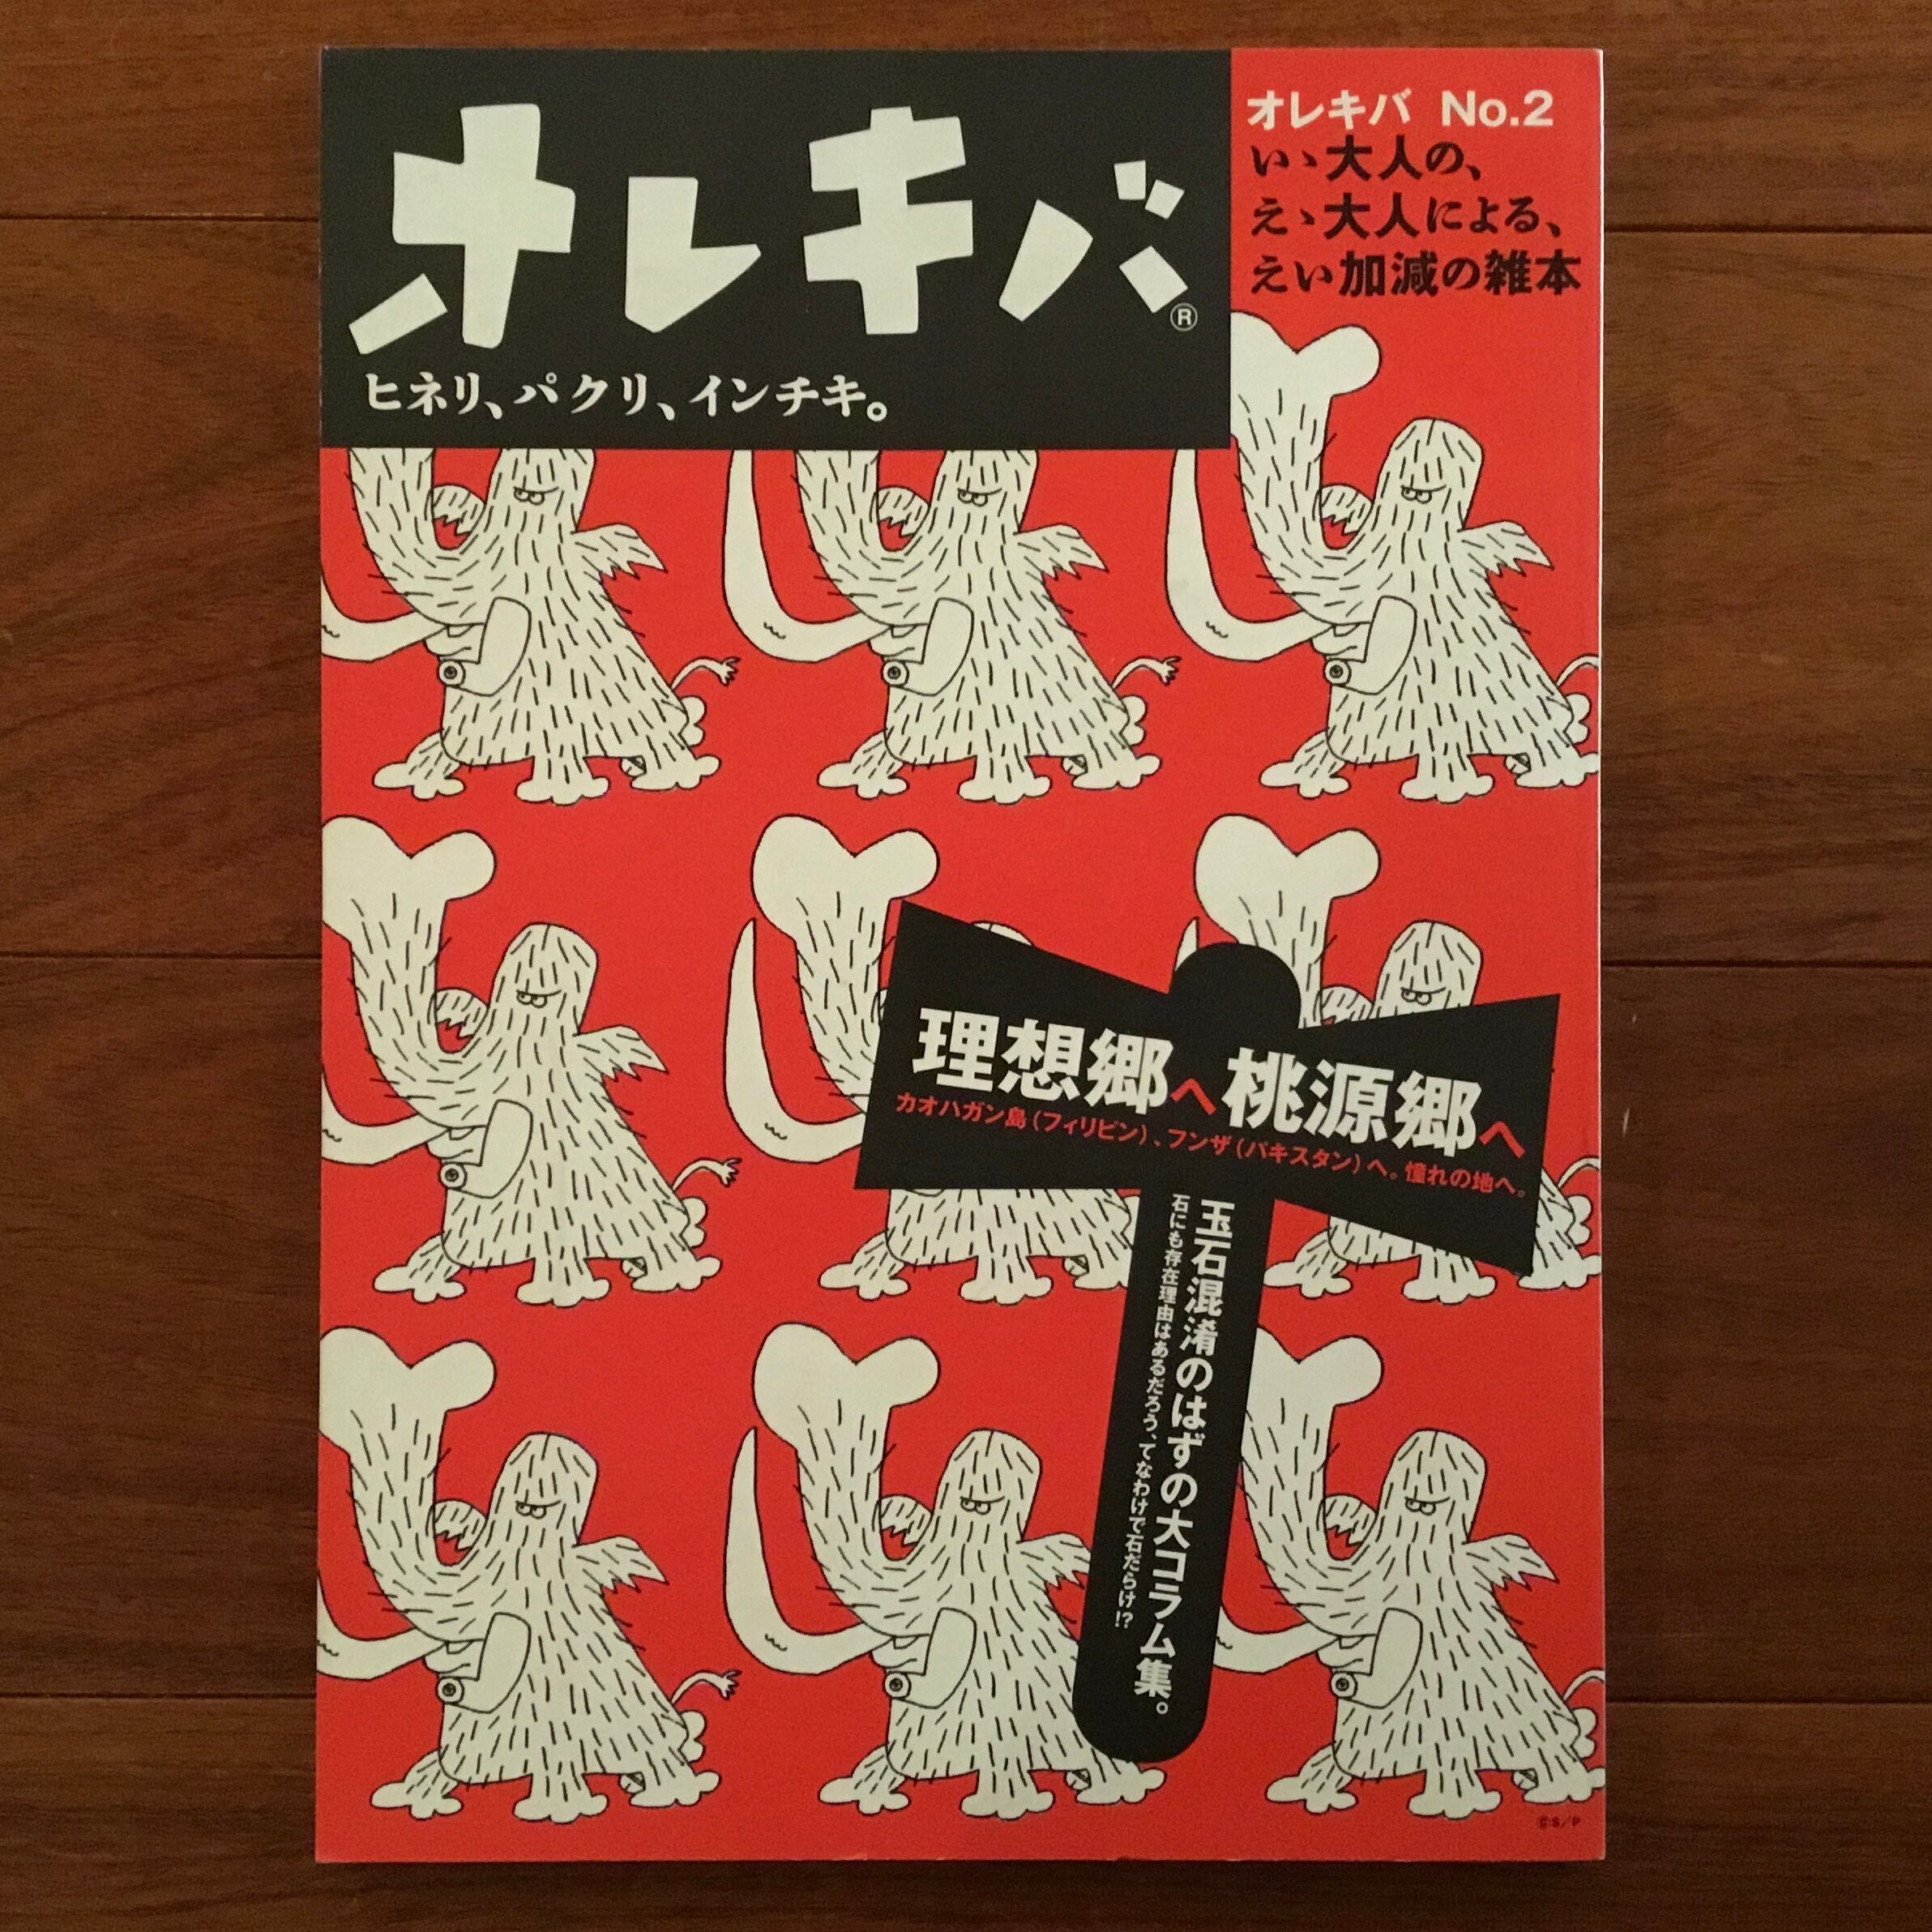 オレキバ®
ヒネリ、パクリ、インチキ。
オレキバ No.2
いゝ大人の、
えゝ大人による、
えい加減の雑本
理想郷へ桃源郷へ
カオハガン島（フィリピン）、フンザ（パキスタン）へ。憧れの地へ。
玉石混淆のはずの大コラム集。
石にも存在理由はあるだろう、てなわけで石だらけ!?
©S/P